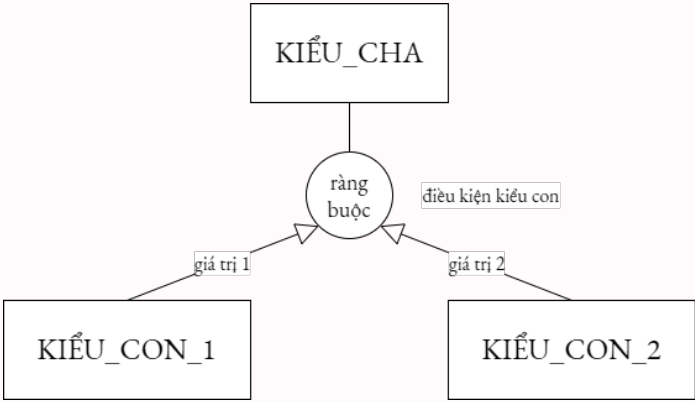 KIỂU_CHA
ràng
buộc
điều kiện kiểu con
giá trị 1
giá trị 2
KIỂU_CON_1
KIỂU_CON_2